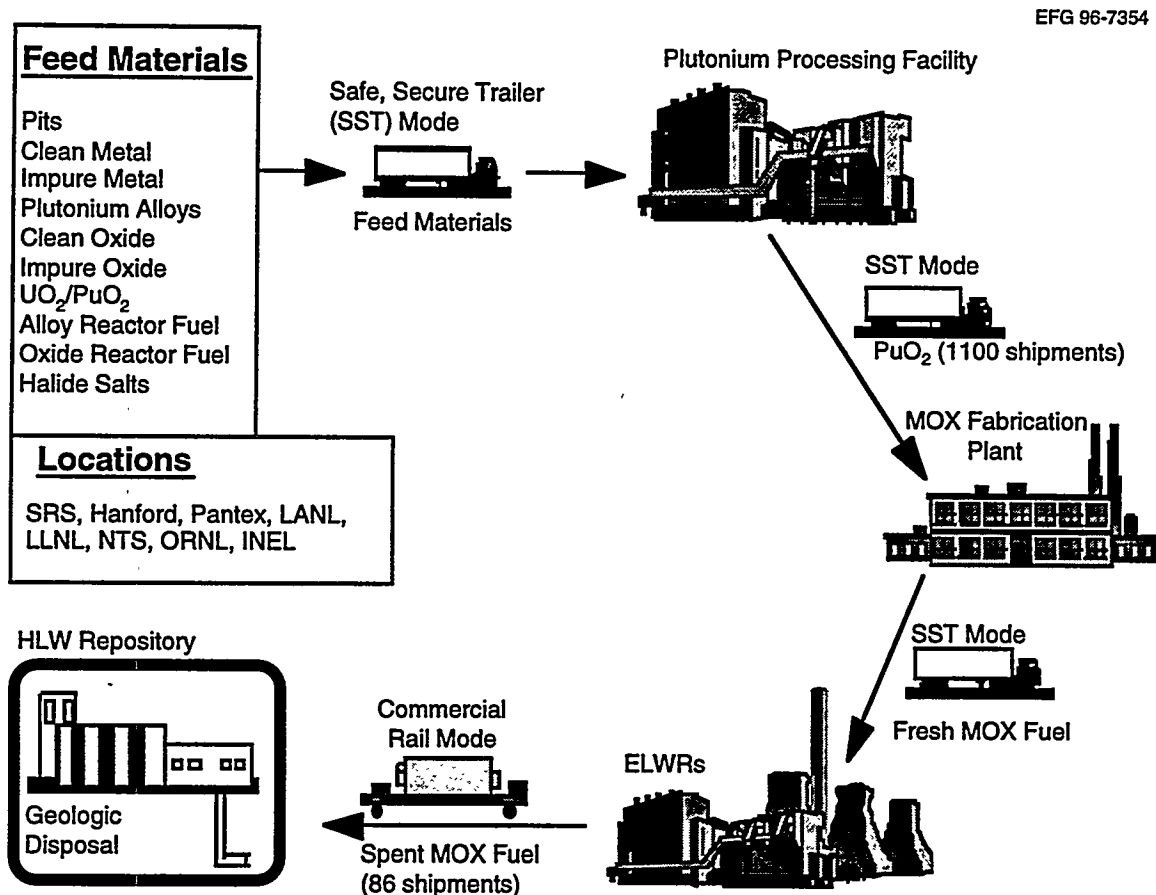 EFG 96-7354
Feed Materials
Pits
Clean Metal
Impure Metal
Plutonium Alloys
Clean Oxide
Impure Oxide
UO₂/PuO₂
Alloy Reactor Fuel
Oxide Reactor Fuel
Halide Salts
Locations
SRS, Hanford, Pantex, LANL,
LLNL, NTS, ORNL, INEL
Safe, Secure Trailer
(SST) Mode
Feed Materials
Plutonium Processing Facility
SST Mode
PuO₂ (1100 shipments)
MOX Fabrication
Plant
SST Mode
Fresh MOX Fuel
ELWRs
Commercial
Rail Mode
Spent MOX Fuel
(86 shipments)
HLW Repository
Geologic
Disposal